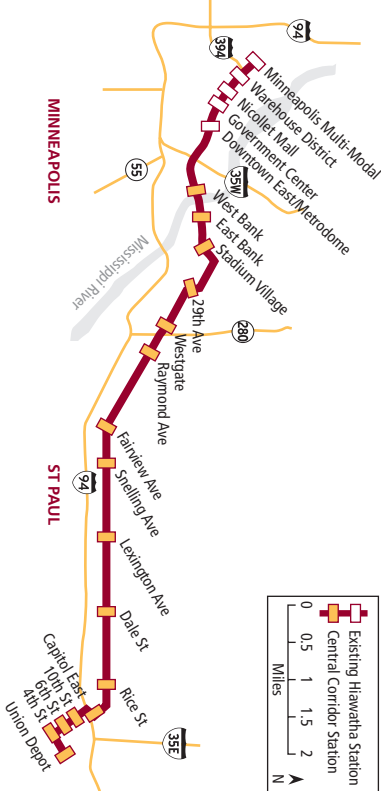 94
394
Minneapolis Multi-Modal
Warehouse District
Nicollet Mall
Government Center
Downtown East/Metrodome
35W
55
MINNEAPOLIS
West Bank
East Bank
Stadium Village
Mississippi River
29th Ave
Westgate
Raymond Ave
280
Fairview Ave
Snelling Ave
94
ST PAUL
Lexington Ave
Dale St
Rice St
Capitol East
10th St
6th St
4th St
Union Depot
35E
Existing Hiawatha Station
Central Corridor Station
0 0.5 1 1.5 2
Miles
N